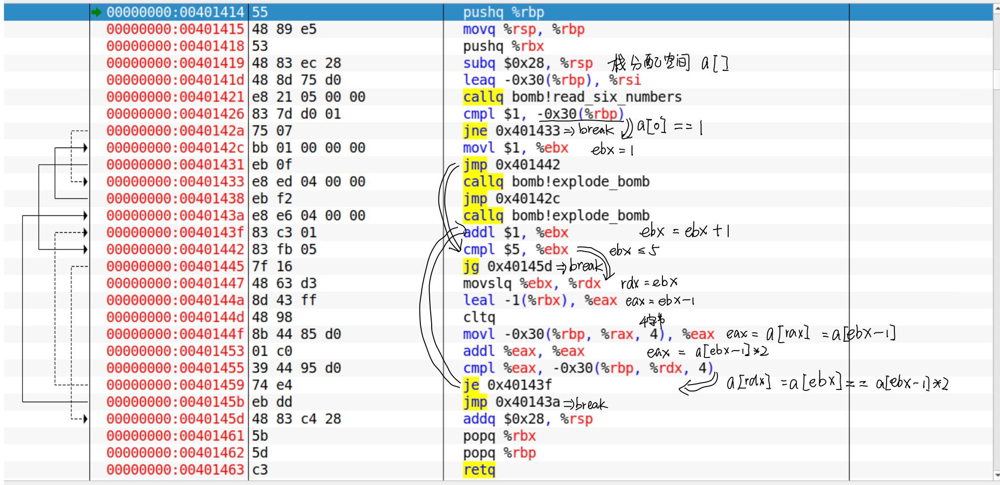 00000000:00401414 55 pushq %rbp
00000000:00401415 48 89 e5 movq %rsp, %rbp
00000000:00401418 53 pushq %rbx
00000000:00401419 48 83 ec 28 subq $0x28, %rsp 栈分配空间 a[]
00000000:0040141d 48 8d 75 d0 leaq -0x30(%rbp), %rsi
00000000:00401421 e8 21 05 00 00 callq bomb!read_six_numbers
00000000:00401426 83 7d d0 01 cmpl $1, -0x30(%rbp)
00000000:0040142a 75 07 jne 0x401433 => break a[0] == 1
00000000:0040142c bb 01 00 00 00 movl $1, %ebx ebx = 1
00000000:00401431 eb 0f jmp 0x401442
00000000:00401433 e8 ed 04 00 00 callq bomb!explode_bomb
00000000:00401438 eb f2 jmp 0x40142c
00000000:0040143a e8 e6 04 00 00 callq bomb!explode_bomb
00000000:0040143f 83 c3 01 addl $1, %ebx ebx = ebx + 1
00000000:00401442 83 fb 05 cmpl $5, %ebx ebx ≤ 5
00000000:00401445 7f 16 jg 0x40145d => break
00000000:00401447 48 63 d3 movslq %ebx, %rdx rdx = ebx
00000000:0040144a 8d 43 ff leal -1(%rbx), %eax eax = ebx-1
00000000:0040144d 48 98 cltq
4字节
00000000:0040144f 8b 44 85 d0 movl -0x30(%rbp, %rax, 4), %eax eax = a[rax] = a[ebx-1]
00000000:00401453 01 c0 addl %eax, %eax eax = a[ebx-1]*2
00000000:00401455 39 44 95 d0 cmpl %eax, -0x30(%rbp, %rdx, 4)
00000000:00401459 74 e4 je 0x40143f a[rdx] = a[ebx] == a[ebx-1]*2
00000000:0040145b eb dd jmp 0x40143a => break
00000000:0040145d 48 83 c4 28 addq $0x28, %rsp
00000000:00401461 5b popq %rbx
00000000:00401462 5d popq %rbp
00000000:00401463 c3 retq